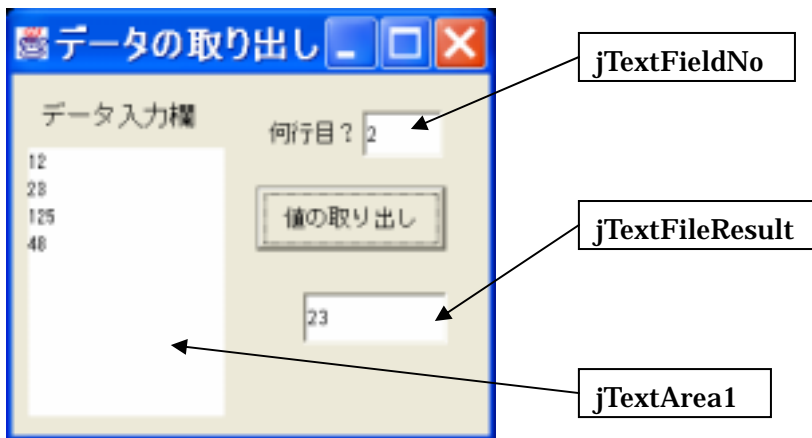 データの取り出し
jTextFieldNo
データ入力欄
何行目？ 2
12
23
125
48
値の取り出し
jTextFileResult
23
jTextArea1